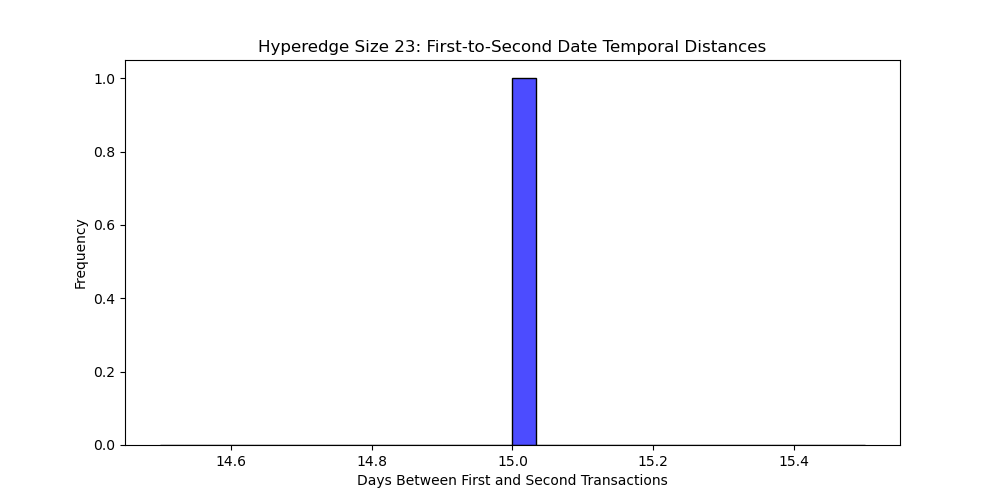 Hyperedge Size 23: First-to-Second Date Temporal Distances
1.0
0.8
0.6
0.4
0.2
0.0
Frequency
14.6 14.8 15.0 15.2 15.4
Days Between First and Second Transactions